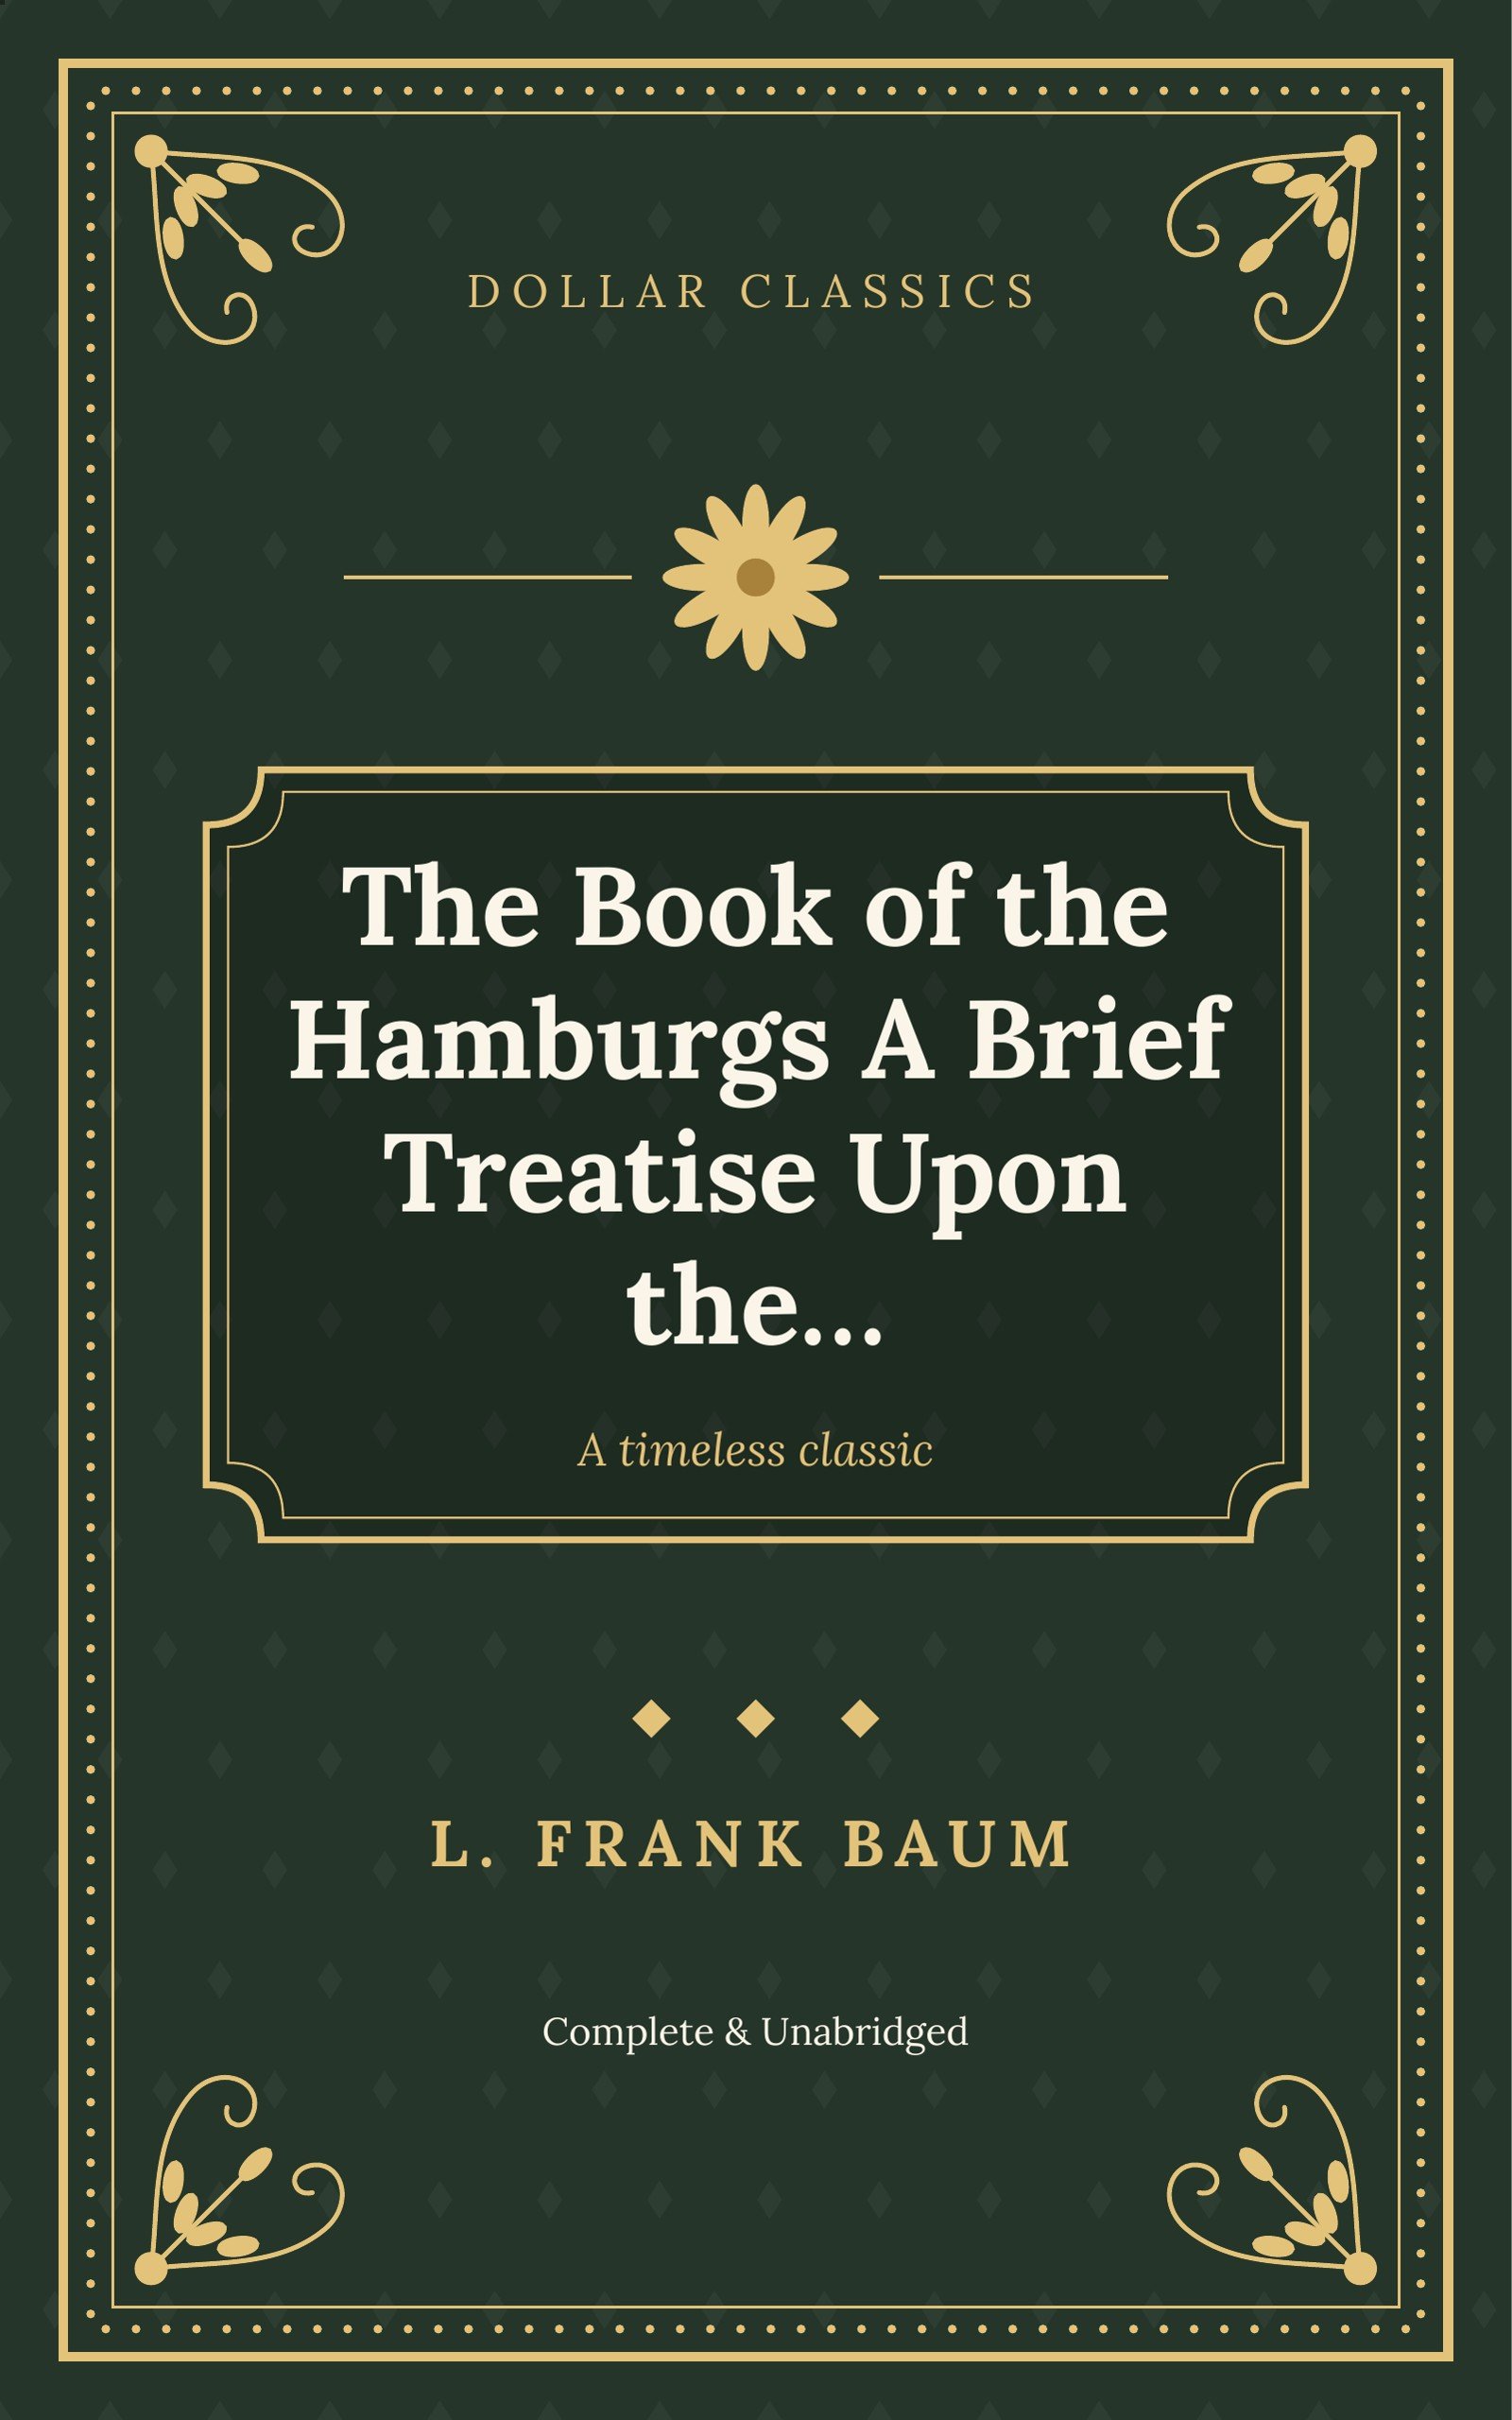 DOLLAR CLASSICS
The Book of the
Hamburgs A Brief
Treatise Upon
the...
A timeless classic
L. FRANK BAUM
Complete & Unabridged